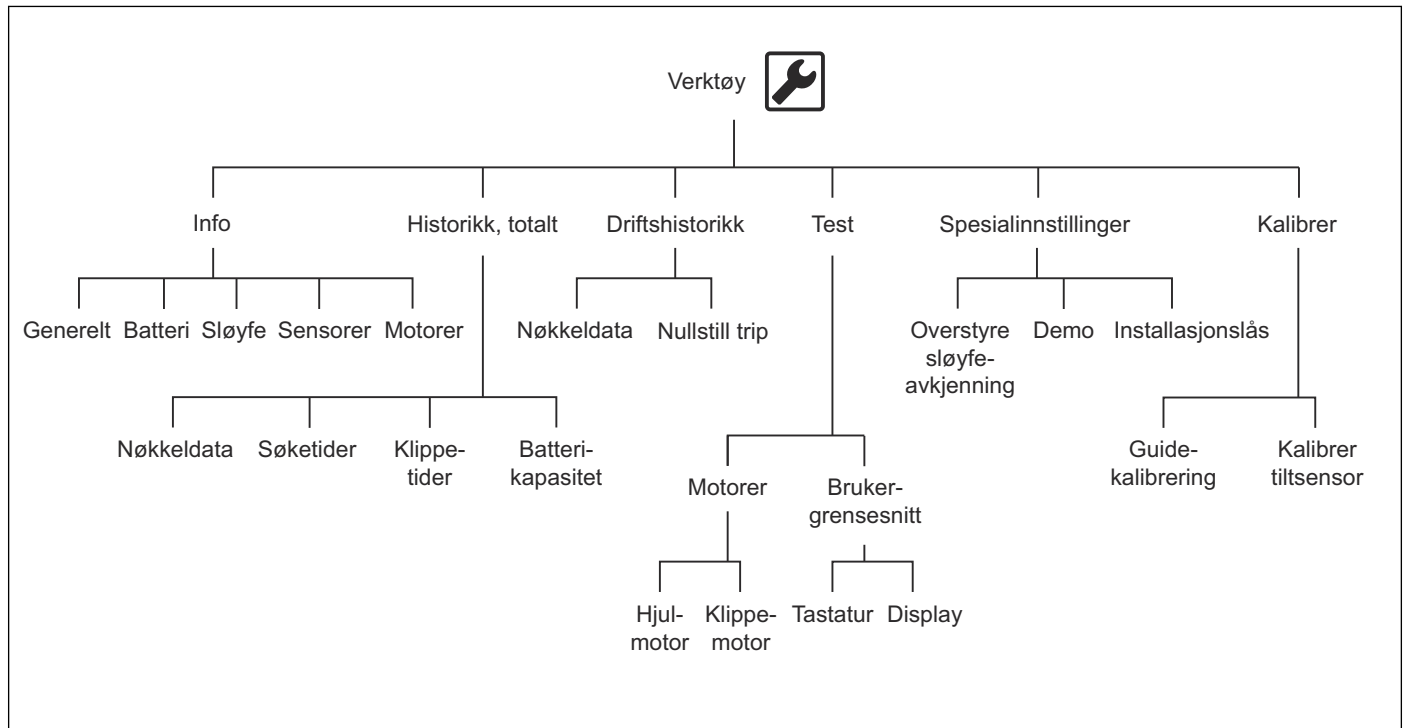 Verktøy
Info
Historikk, totalt
Driftshistorikk
Test
Spesialinnstillinger
Kalibrer
Generelt
Batteri
Sløyfe
Sensorer
Motorer
Nøkkeldata
Nullstill trip
Overstyre
sløyfe-
avkjenning
Demo
Installasjonslås
Nøkkeldata
Søketider
Klippe-
tider
Batteri-
kapasitet
Motorer
Bruker-
grensesnitt
Guide-
kalibrering
Kalibrer
tiltsensor
Hjul-
motor
Klippe-
motor
Tastatur
Display